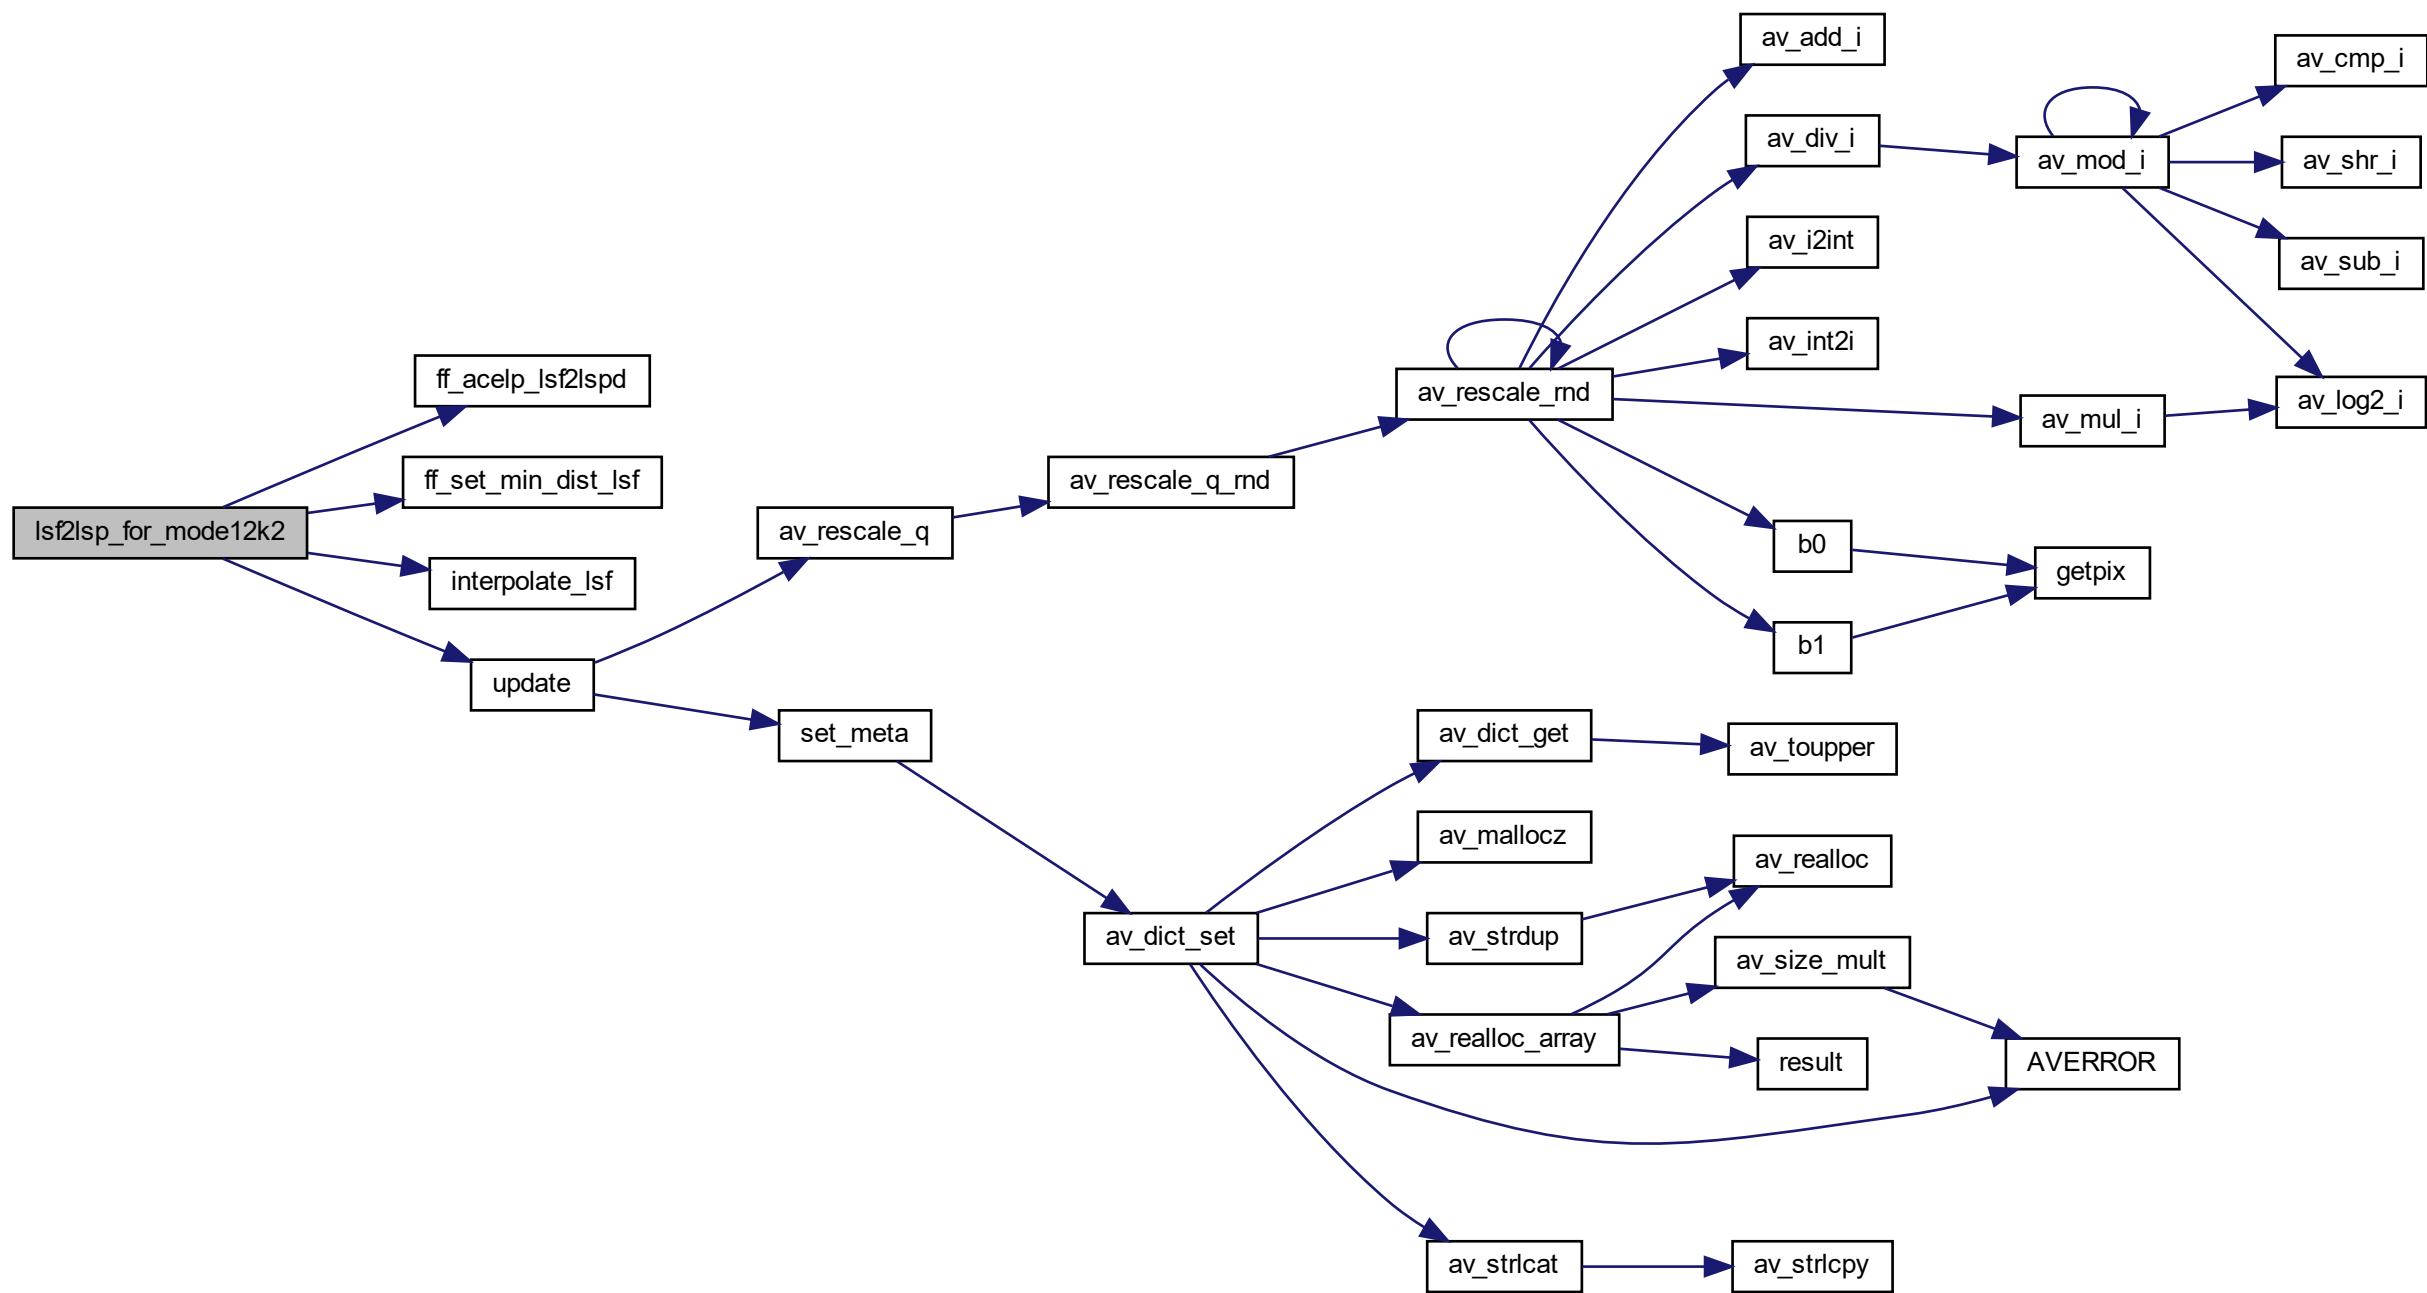 lsf2lsp_for_mode12k2
ff_acelp_lsf2lspd
ff_set_min_dist_lsf
interpolate_lsf
update
av_rescale_q
av_rescale_q_rnd
av_rescale_rnd
av_add_i
av_div_i
av_mod_i
av_cmp_i
av_shr_i
av_sub_i
av_log2_i
av_i2int
av_int2i
av_mul_i
b0
getpix
b1
set_meta
av_dict_set
av_dict_get
av_toupper
av_mallocz
av_strdup
av_realloc
av_realloc_array
av_size_mult
result
AVERROR
av_strlcat
av_strlcpy